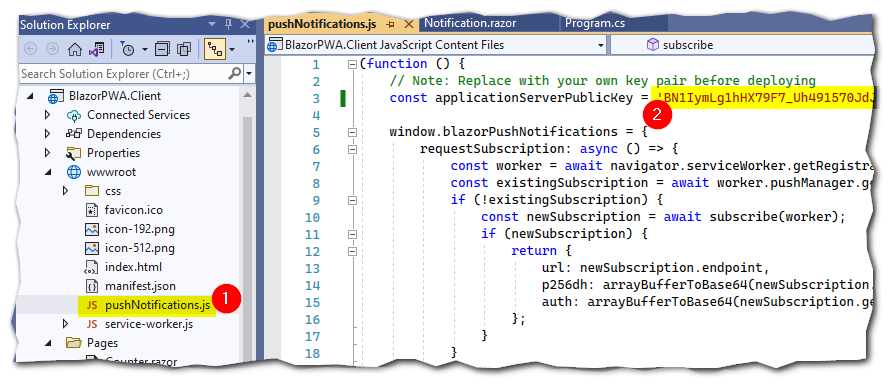 Solution Explorer
Search Solution Explorer (Ctrl+;)
BlazorPWA.Client
Connected Services
Dependencies
Properties
wwwroot
css
favicon.ico
icon-192.png
icon-512.png
index.html
manifest.json
JS pushNotifications.js
1
JS service-worker.js
Pages
Counter.razor
pushNotifications.js
Notification.razor
Program.cs
BlazorPWA.Client JavaScript Content Files
subscribe
1 (function () {
2 // Note: Replace with your own key pair before deploying
3 const applicationServerPublicKey = 'BN1IymLg1hHX79F7_Uh491570JdJ
2
4
5 window.blazorPushNotifications = {
6 requestSubscription: async () => {
7 const worker = await navigator.serviceWorker.getRegistra
8 const existingSubscription = await worker.pushManager.ge
9 if (!existingSubscription) {
10 const newSubscription = await subscribe(worker);
11 if (newSubscription) {
12 return {
13 url: newSubscription.endpoint,
14 p256dh: arrayBufferToBase64(newSubscription.
15 auth: arrayBufferToBase64(newSubscription.ge
16 };
17 }
18 }